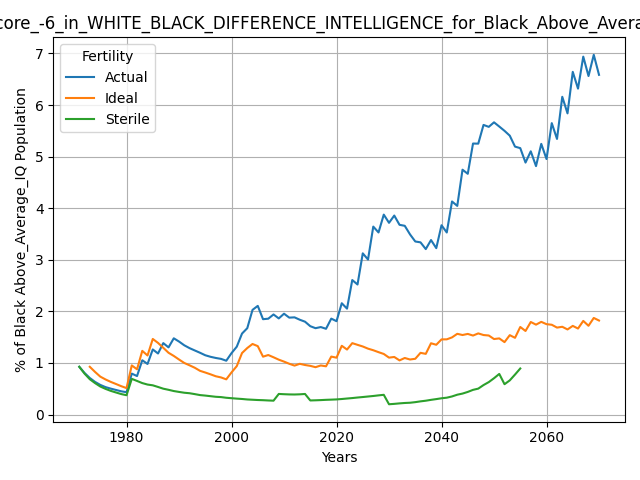 core_-6_in_WHITE_BLACK_DIFFERENCE_INTELLIGENCE_for_Black_Above_Avera
Fertility
Actual
Ideal
Sterile
% of Black Above_Average_IQ Population
7
6
5
4
3
2
1
0
1980 2000 2020 2040 2060
Years